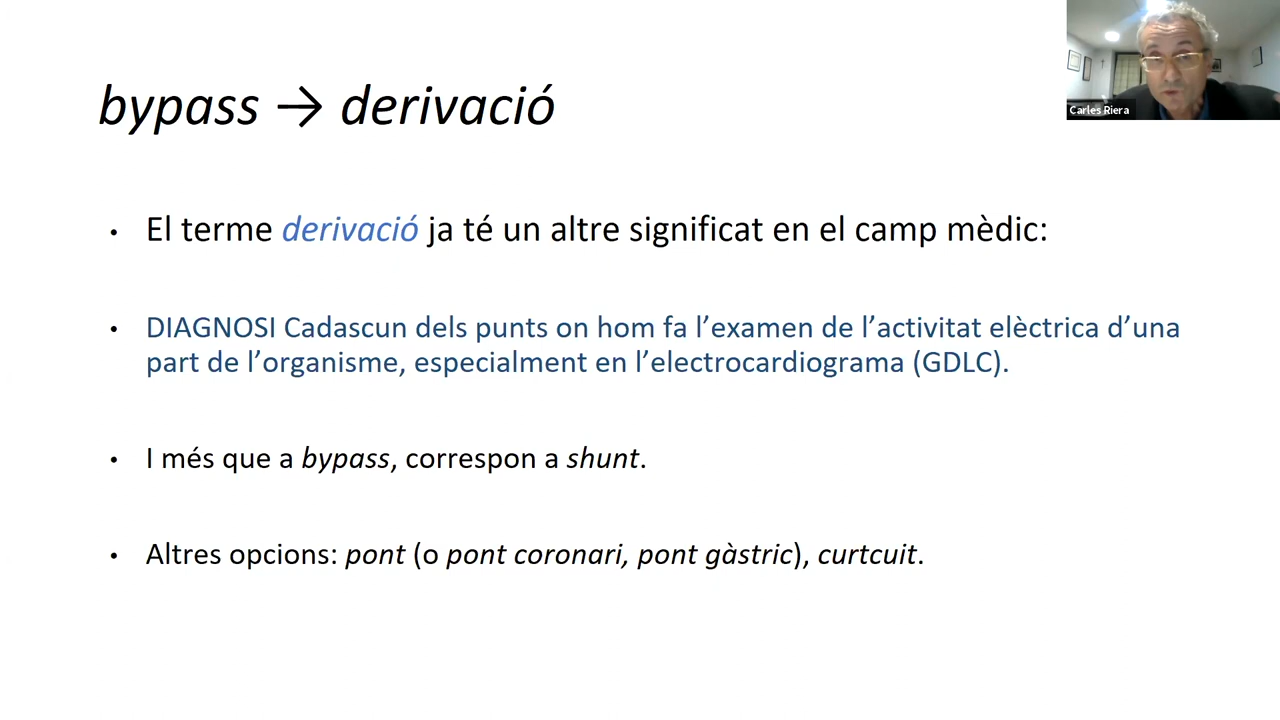 bypass → derivació
Carles Riera
• El terme derivació ja té un altre significat en el camp mèdic:
• DIAGNOSI Cadascun dels punts on hom fa l’examen de l’activitat elèctrica d’una
part de l’organisme, especialment en l’electrocardiograma (GDLC).
• I més que a bypass, correspon a shunt.
• Altres opcions: pont (o pont coronari, pont gàstric), curtcuit.